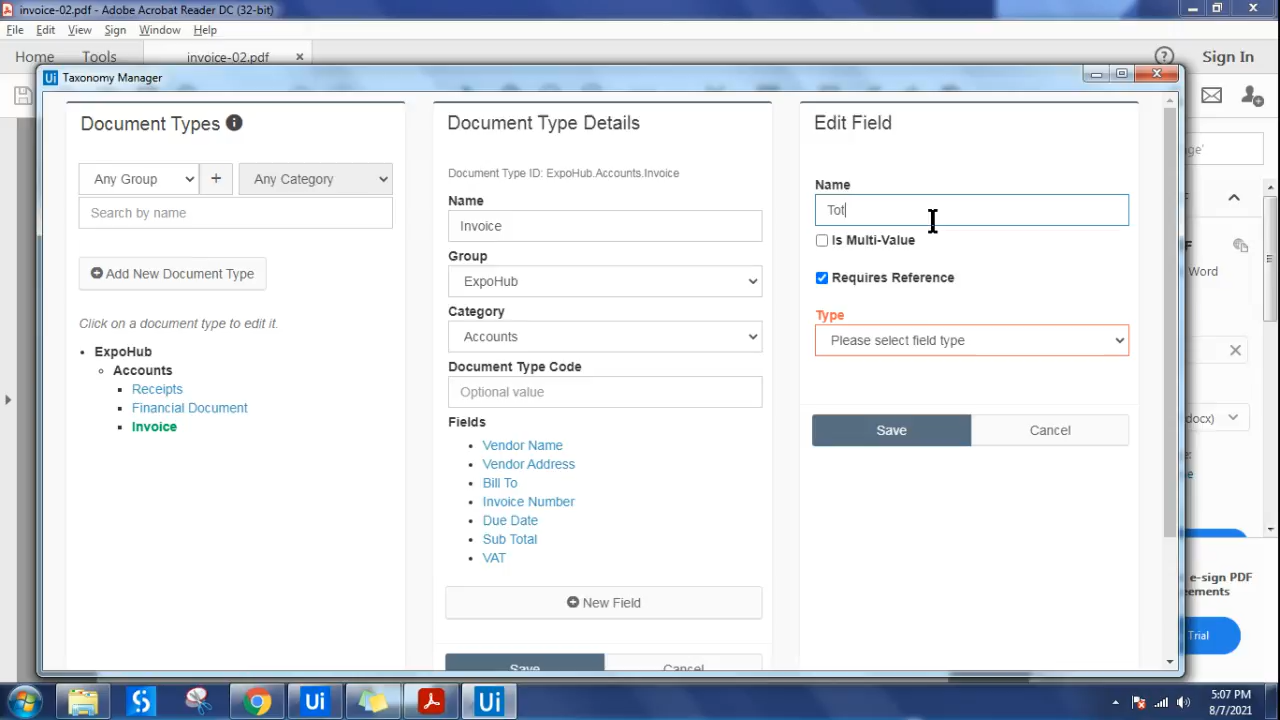 invoice-02.pdf - Adobe Acrobat Reader DC (32-bit)
File Edit View Sign Window Help
Home Tools invoice-02.pdf × ? Sign In
Ui Taxonomy Manager
Document Types i
Any Group + Any Category
Search by name
Add New Document Type
Click on a document type to edit it.
ExpoHub
Accounts
Receipts
Financial Document
Invoice
Document Type Details
Document Type ID: ExpoHub.Accounts.Invoice
Name
Invoice
Group
ExpoHub
Category
Accounts
Document Type Code
Optional value
Fields
Vendor Name
Vendor Address
Bill To
Invoice Number
Due Date
Sub Total
VAT
New Field
Save Cancel
Edit Field
Name
Tot
Is Multi-Value
Requires Reference
Type
Please select field type
Save Cancel
Word
docx)
e-sign PDF
Trial
Ui Ui
5:07 PM
8/7/2021